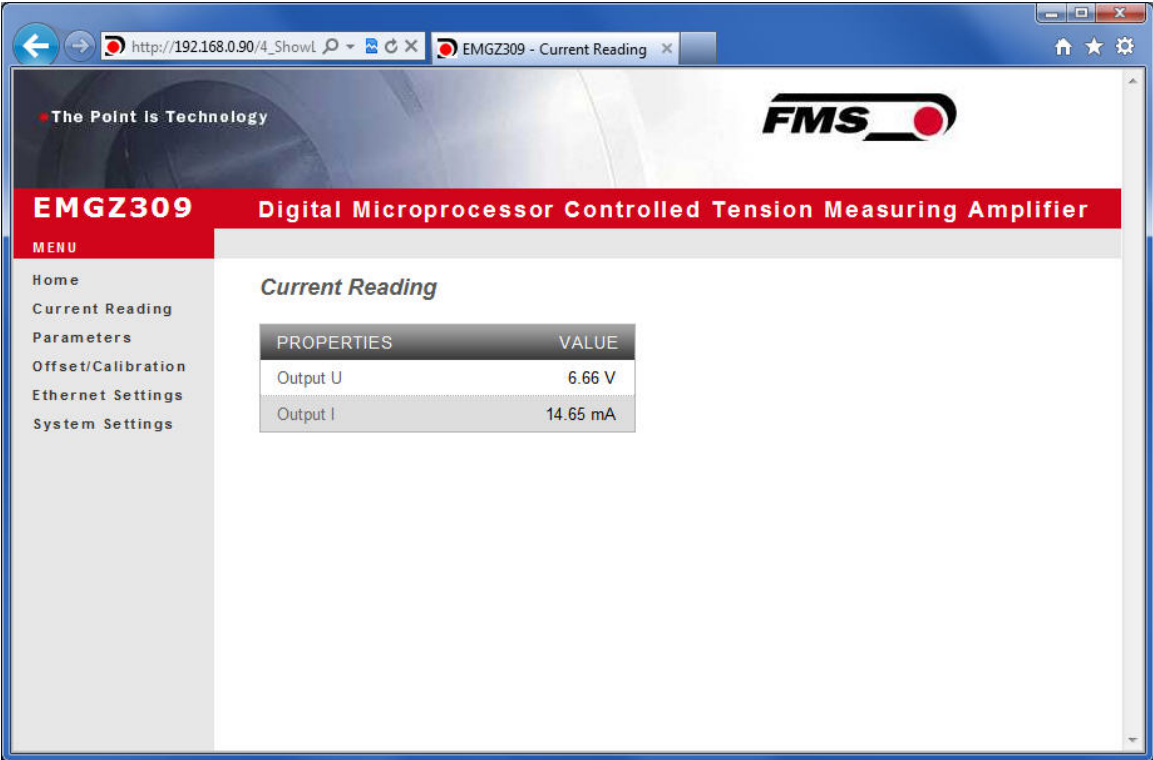 http://192.168.0.90/4_ShowL
EMGZ309 - Current Reading
The Point is Technology
FMS
EMGZ309
Digital Microprocessor Controlled Tension Measuring Amplifier
MENU
Home
Current Reading
Parameters
Offset/Calibration
Ethernet Settings
System Settings
Current Reading
PROPERTIES VALUE
Output U 6.66 V
Output I 14.65 mA